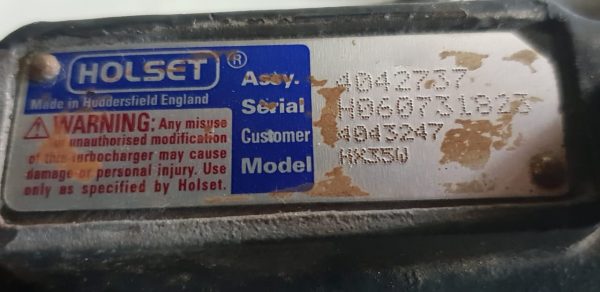 HOLSET ®
Made in Huddersfield England
WARNING: Any misuse
or unauthorised modification
of this turbocharger may cause
damage or personal injury. Use
only as specified by Holset.
Assy. 4042737
Serial H060731823
Customer 4043247
Model HX35W